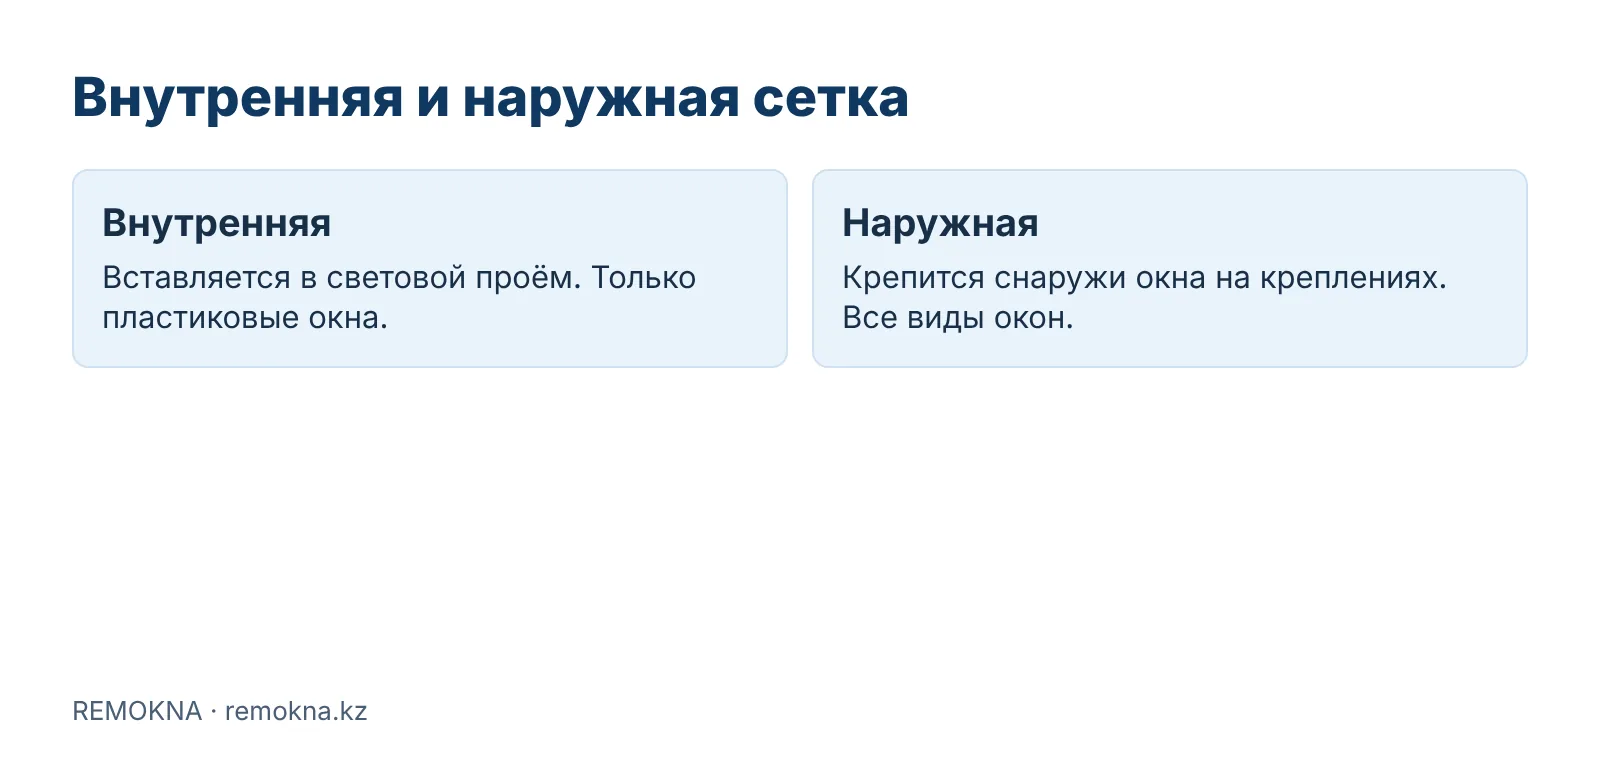 Внутренняя и наружная сетка
Внутренняя
Вставляется в световой проём. Только
пластиковые окна.
Наружная
Крепится снаружи окна на креплениях.
Все виды окон.
REMOKNA · remokna.kz